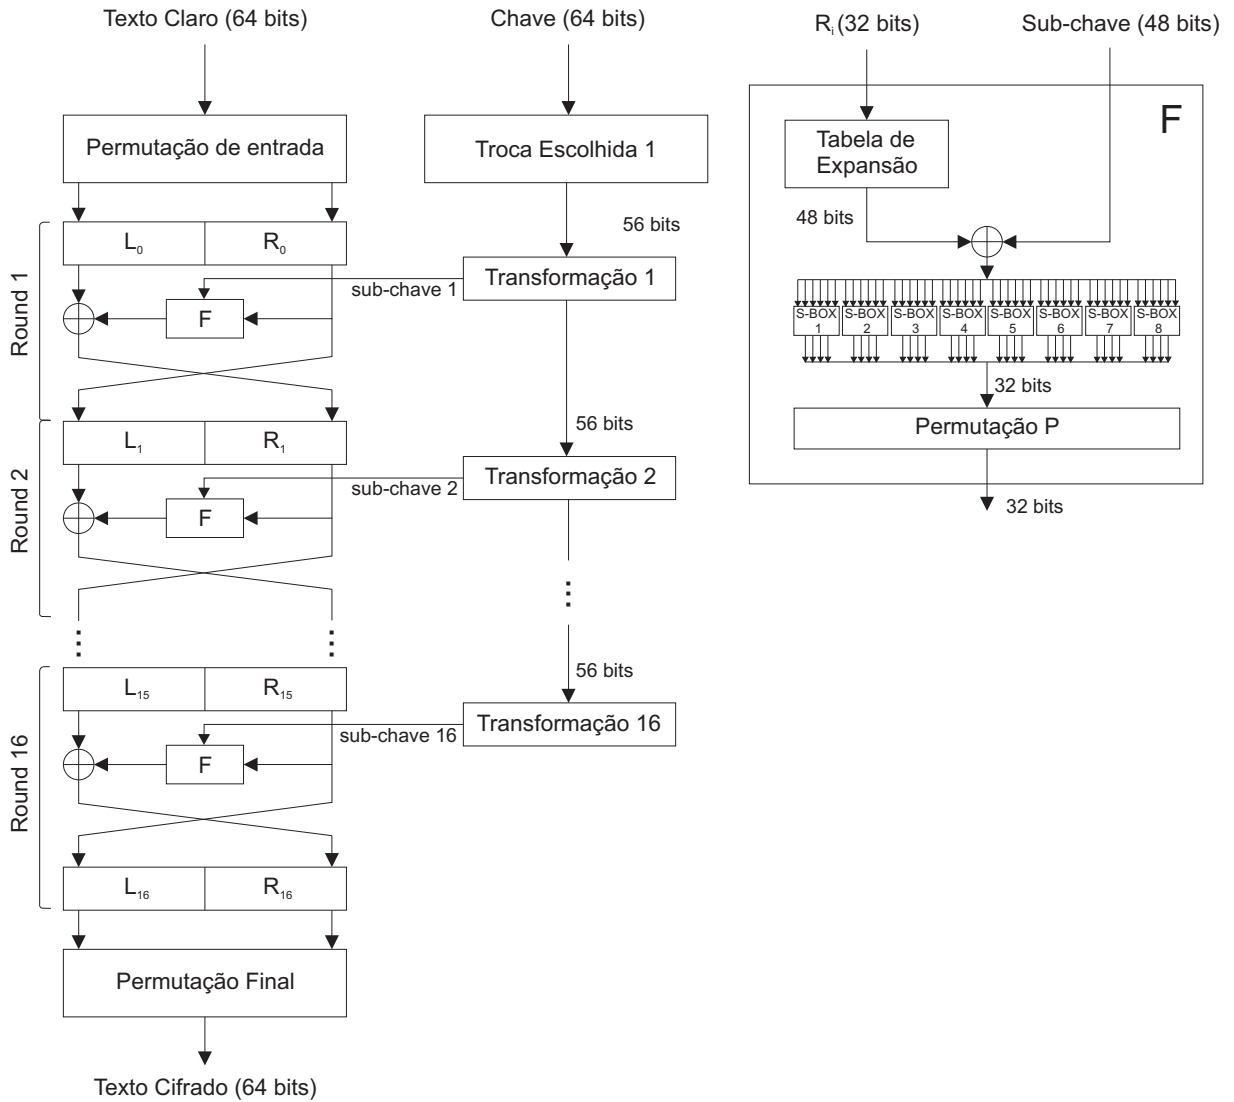 Texto Claro (64 bits)
Chave (64 bits)
Permutação de entrada
Troca Escolhida 1
56 bits
Round 1
L0
R0
Transformação 1
sub-chave 1
F
56 bits
Round 2
L1
R1
Transformação 2
sub-chave 2
F
56 bits
Round 16
L15
R15
Transformação 16
sub-chave 16
F
L16
R16
Permutação Final
Texto Cifrado (64 bits)
Ri (32 bits)
Sub-chave (48 bits)
F
Tabela de
Expansão
48 bits
S-BOX
1
S-BOX
2
S-BOX
3
S-BOX
4
S-BOX
5
S-BOX
6
S-BOX
7
S-BOX
8
32 bits
Permutação P
32 bits